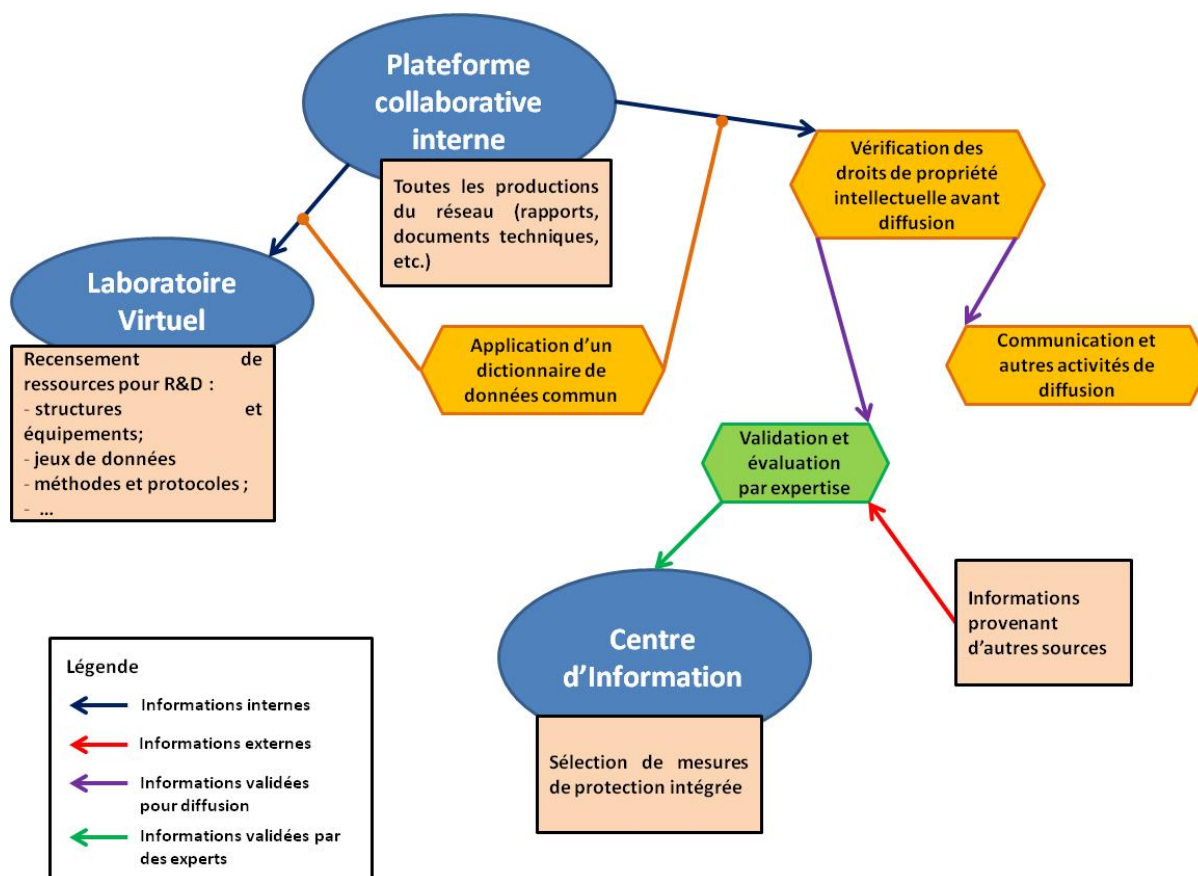 Plateforme
collaborative
interne
Toutes les productions
du réseau (rapports,
documents techniques,
etc.)
Vérification des
droits de propriété
intellectuelle avant
diffusion
Laboratoire
Virtuel
Recensement de
ressources pour R&D :
- structures et
équipements;
- jeux de données
- méthodes et protocoles ;
- ...
Application d'un
dictionnaire de
données commun
Communication et
autres activités de
diffusion
Validation et
évaluation
par expertise
Informations
provenant
d'autres sources
Centre
d'Information
Sélection de mesures
de protection intégrée
Légende
Informations internes
Informations externes
Informations validées
pour diffusion
Informations validées par
des experts